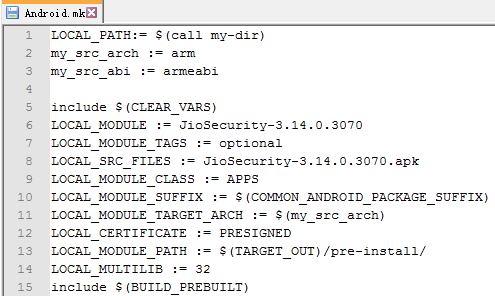 Android.mk
1 LOCAL_PATH:= $(call my-dir)
2 my_src_arch := arm
3 my_src_abi := armeabi
4
5 include $(CLEAR_VARS)
6 LOCAL_MODULE := JioSecurity-3.14.0.3070
7 LOCAL_MODULE_TAGS := optional
8 LOCAL_SRC_FILES := JioSecurity-3.14.0.3070.apk
9 LOCAL_MODULE_CLASS := APPS
10 LOCAL_MODULE_SUFFIX := $(COMMON_ANDROID_PACKAGE_SUFFIX)
11 LOCAL_MODULE_TARGET_ARCH := $(my_src_arch)
12 LOCAL_CERTIFICATE := PRESIGNED
13 LOCAL_MODULE_PATH := $(TARGET_OUT)/pre-install/
14 LOCAL_MULTILIB := 32
15 include $(BUILD_PREBUILT)